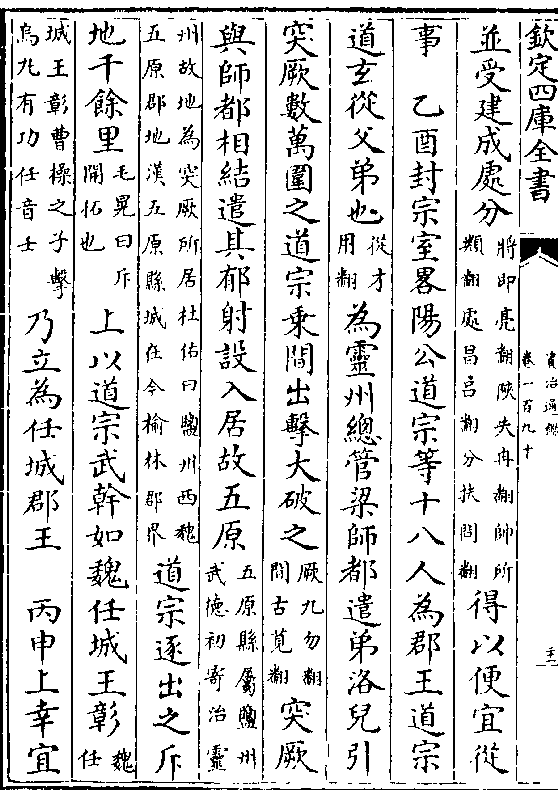 欽定四庫全書
資治通鑑
卷一百九十
並受建成處分將即亮翻陝失冉翻帥所類翻處昌呂翻分扶問翻得以便宜從
事　乙酉封宗室畧陽公道宗等十八人為郡王道宗
道玄從父弟也從才用翻為靈州總管梁師都遣弟洛兒引
突厥數萬圍之道宗乗間出擊大破之厥九勿翻間古莧翻突厥
與師都相結遣其郁射設入居故五原五原縣屬鹽州武徳初寄治靈
州故地為突厥所居杜佑曰鹽州西魏五原郡地漢五原縣城在今榆林郡界道宗逐出之斥
地千餘里毛晃曰斥開拓也上以道宗武幹如魏任城王彰魏任
城王彰曹操之子擊烏丸有功任音壬乃立為任城郡王　丙申上幸宜